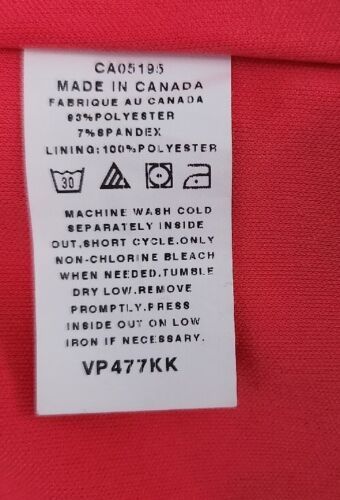 CA05195
MADE IN CANADA
FABRIQUE AU CANADA
93%POLYESTER
7%SPANDEX
LINING:100%POLYESTER
30
MACHINE WASH COLD
SEPARATELY INSIDE
OUT,SHORT CYCLE.ONLY
NON-CHLORINE BLEACH
WHEN NEEDED.TUMBLE
DRY LOW.REMOVE
PROMPTLY.PRESS
INSIDE OUT ON LOW
IRON IF NECESSARY.
VP477KK